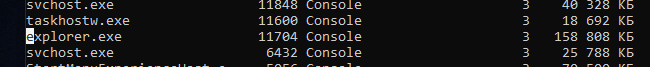 svchost.exe 11848 Console 3 40 328 КБ
taskhostw.exe 11600 Console 3 18 692 КБ
explorer.exe 11704 Console 3 158 808 КБ
svchost.exe 6432 Console 3 25 788 КБ